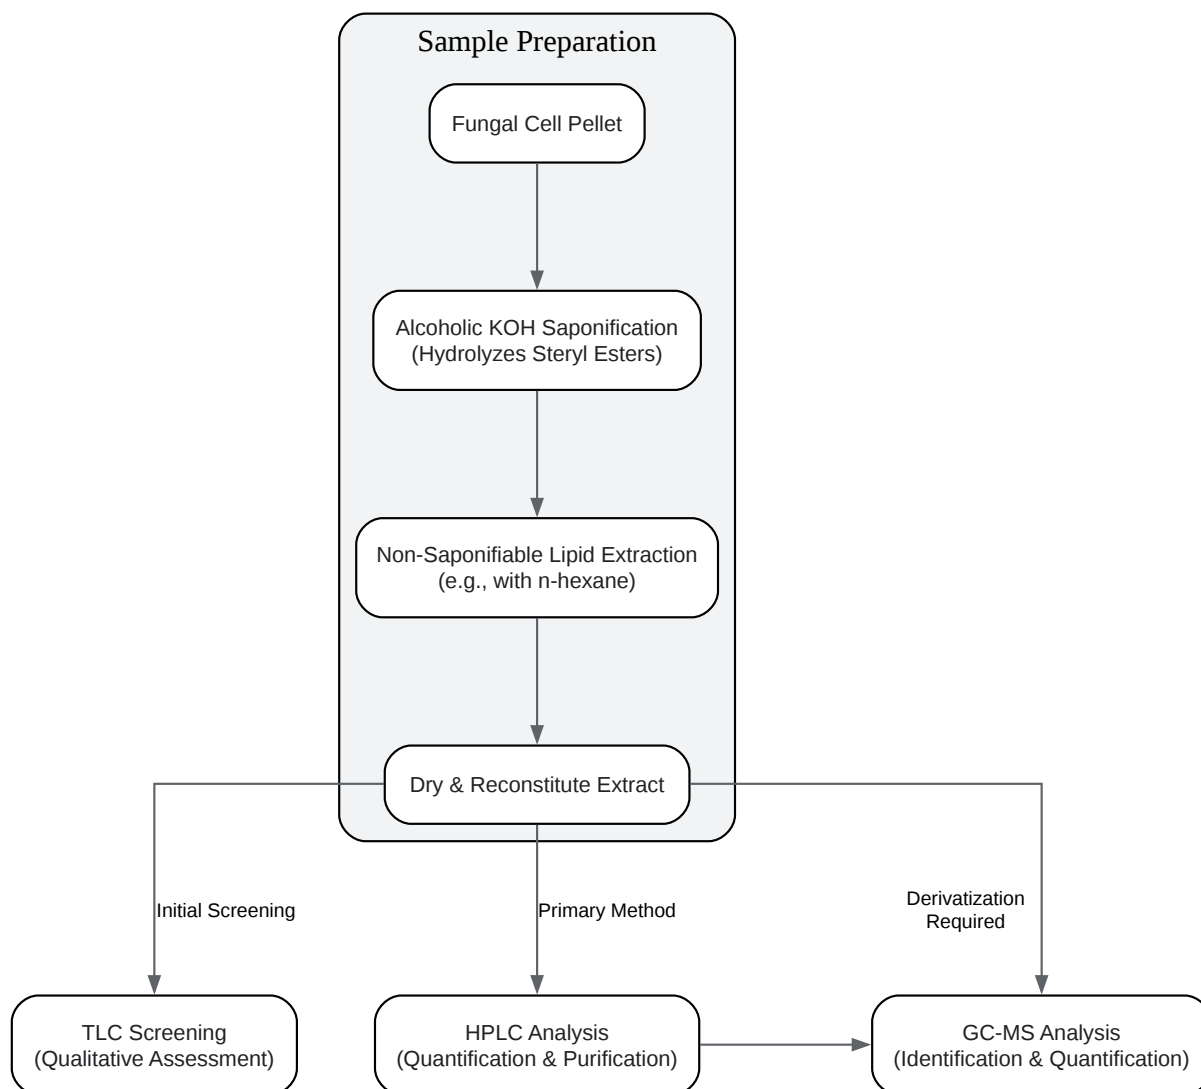 Sample Preparation
Fungal Cell Pellet
Alcoholic KOH Saponification
(Hydrolyzes Steryl Esters)
Non-Saponifiable Lipid Extraction
(e.g., with n-hexane)
Dry & Reconstitute Extract
Initial Screening
Primary Method
Derivatization
Required
TLC Screening
(Qualitative Assessment)
HPLC Analysis
(Quantification & Purification)
GC-MS Analysis
(Identification & Quantification)